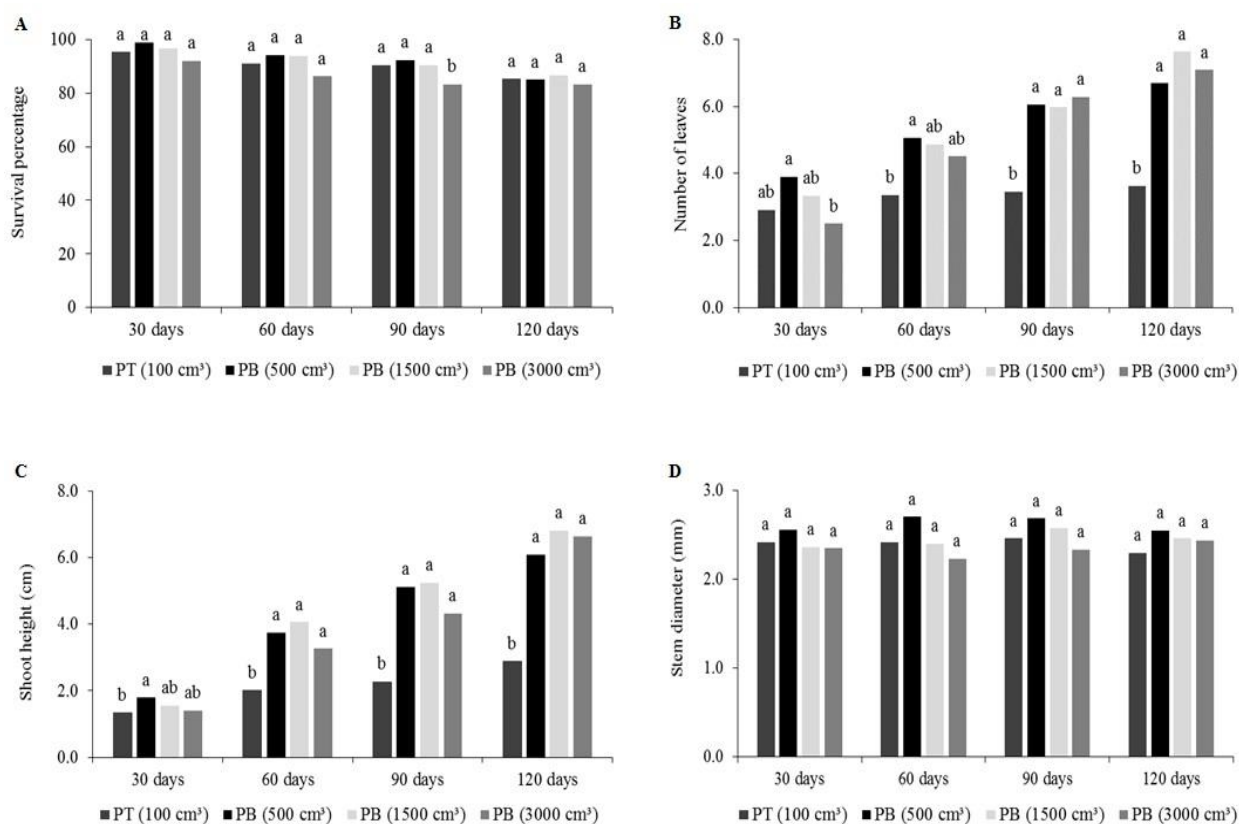 A
Survival percentage
100
80
60
40
20
0
a a a a
a a a a
a a a b
a a a a
30 days 60 days 90 days 120 days
PT (100 cm³) PB (500 cm³) PB (1500 cm³) PB (3000 cm³)
B
Number of leaves
8.0
6.0
4.0
2.0
0.0
ab a ab b
b a ab ab
b a a a
b a a a
30 days 60 days 90 days 120 days
PT (100 cm³) PB (500 cm³) PB (1500 cm³) PB (3000 cm³)
C
Shoot height (cm)
8.0
6.0
4.0
2.0
0.0
b a ab ab
b a a a
b a a a
b a a a
30 days 60 days 90 days 120 days
PT (100 cm³) PB (500 cm³) PB (1500 cm³) PB (3000 cm³)
D
Stem diameter (mm)
3.0
2.0
1.0
0.0
a a a a
a a a a
a a a a
a a a a
30 days 60 days 90 days 120 days
PT (100 cm³) PB (500 cm³) PB (1500 cm³) PB (3000 cm³)